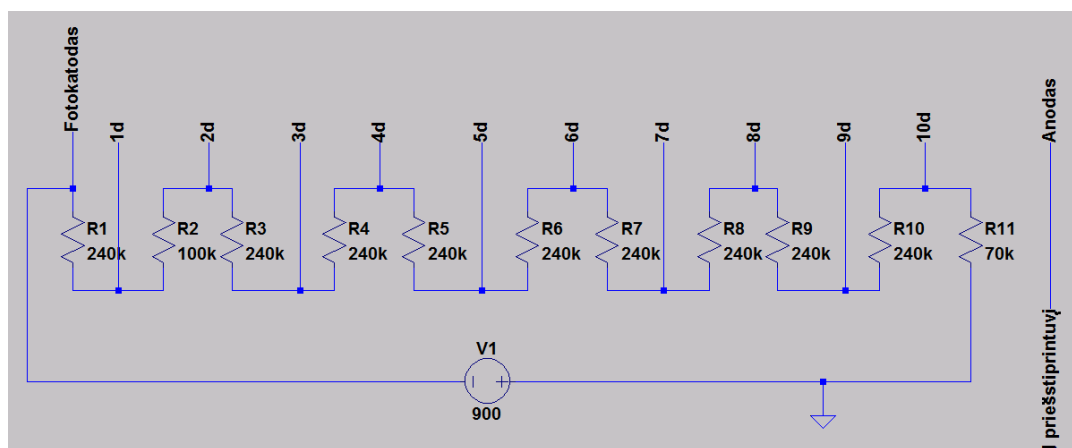 Fotokatodas
1d
2d
3d
4d
5d
6d
7d
8d
9d
10d
Anodas
R1
240k
R2
100k
R3
240k
R4
240k
R5
240k
R6
240k
R7
240k
R8
240k
R9
240k
R10
240k
R11
70k
V1
900
Į priešstiprintuvį